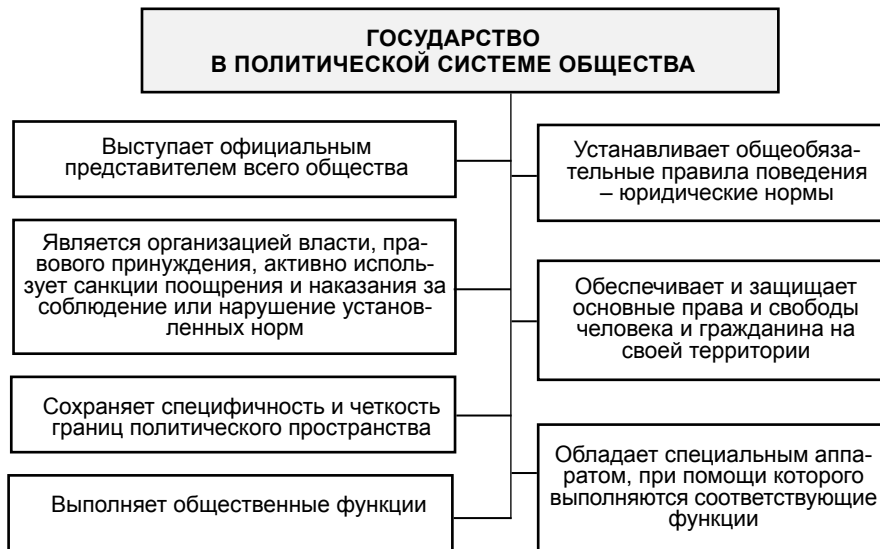 ГОСУДАРСТВО
В ПОЛИТИЧЕСКОЙ СИСТЕМЕ ОБЩЕСТВА
Выступает официальным
представителем всего общества
Является организацией власти, пра-
вового принуждения, активно исполь-
зует санкции поощрения и наказания за
соблюдение или нарушение установ-
ленных норм
Сохраняет специфичность и четкость
границ политического пространства
Выполняет общественные функции
Устанавливает общеобяза-
тельные правила поведения
– юридические нормы
Обеспечивает и защищает
основные права и свободы
человека и гражданина на
своей территории
Обладает специальным аппа-
ратом, при помощи которого
выполняются соответствующие
функции